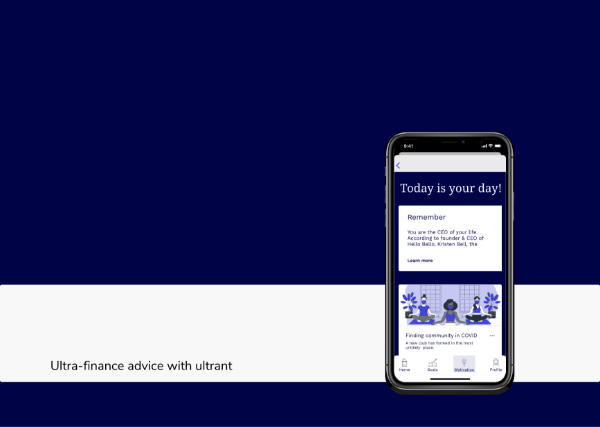 9:41
Today is your day!
Remember
You are the CEO of your life.
According to founder & CEO of
Hello Bello, Kristen Bell, the
Learn more
Finding community in COVID
A new club has formed in the most
unlikely place.
Home Goals Motivation Profile
Ultra-finance advice with ultrant